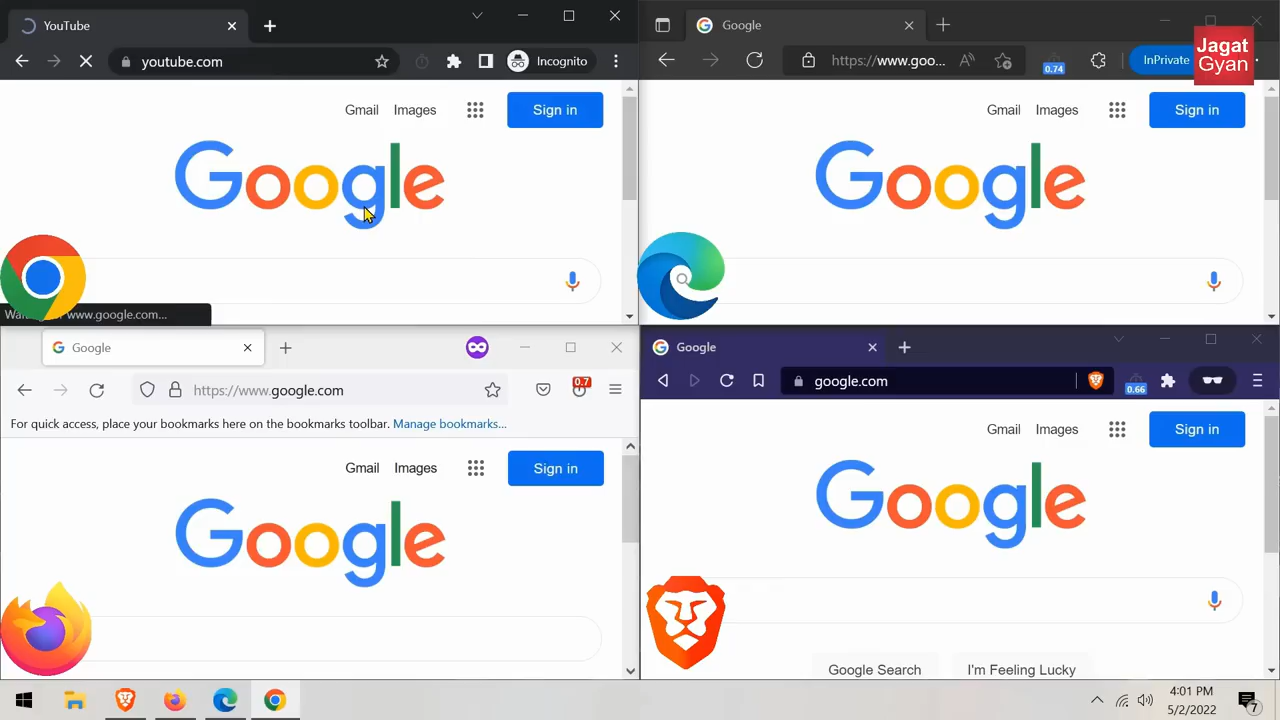 YouTube
youtube.com
Incognito
Gmail
Images
Sign in
Google
www.google.com...
Google
https://www.goo...
0.74
InPrivate
Jagat
Gyan
Gmail
Images
Sign in
Google
Google
https://www.google.com
0.7
For quick access, place your bookmarks here on the bookmarks toolbar. Manage bookmarks...
Gmail
Images
Sign in
Google
Google
google.com
0.66
Gmail
Images
Sign in
Google
Google Search
I'm Feeling Lucky
4:01 PM
5/2/2022
7